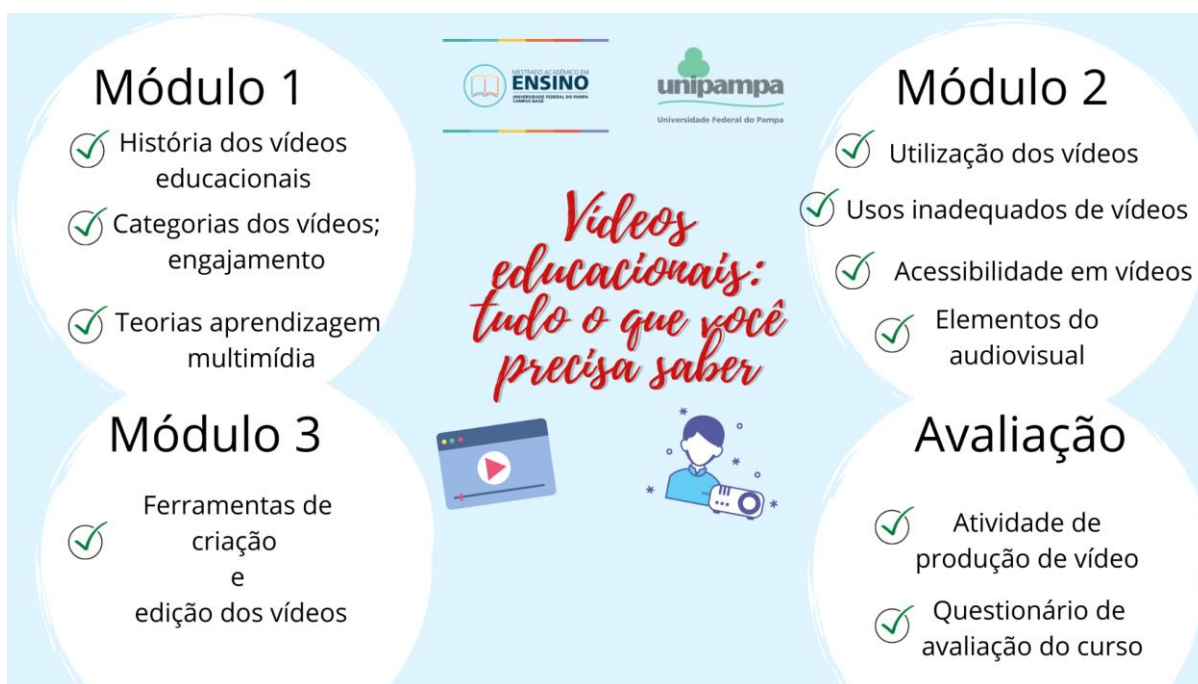 Módulo 1
História dos vídeos
educacionais
Categorias dos vídeos;
engajamento
Teorias aprendizagem
multimídia
MESTRADO ACADÊMICO EM
ENSINO
UNIVERSIDADE FEDERAL DO PAMPA
CAMPUS BAGÉ
unipampa
Universidade Federal do Pampa
Vídeos
educacionais:
tudo o que você
precisa saber
Módulo 2
Utilização dos vídeos
Usos inadequados de vídeos
Acessibilidade em vídeos
Elementos do
audiovisual
Módulo 3
Ferramentas de
criação
e
edição dos vídeos
Avaliação
Atividade de
produção de vídeo
Questionário de
avaliação do curso